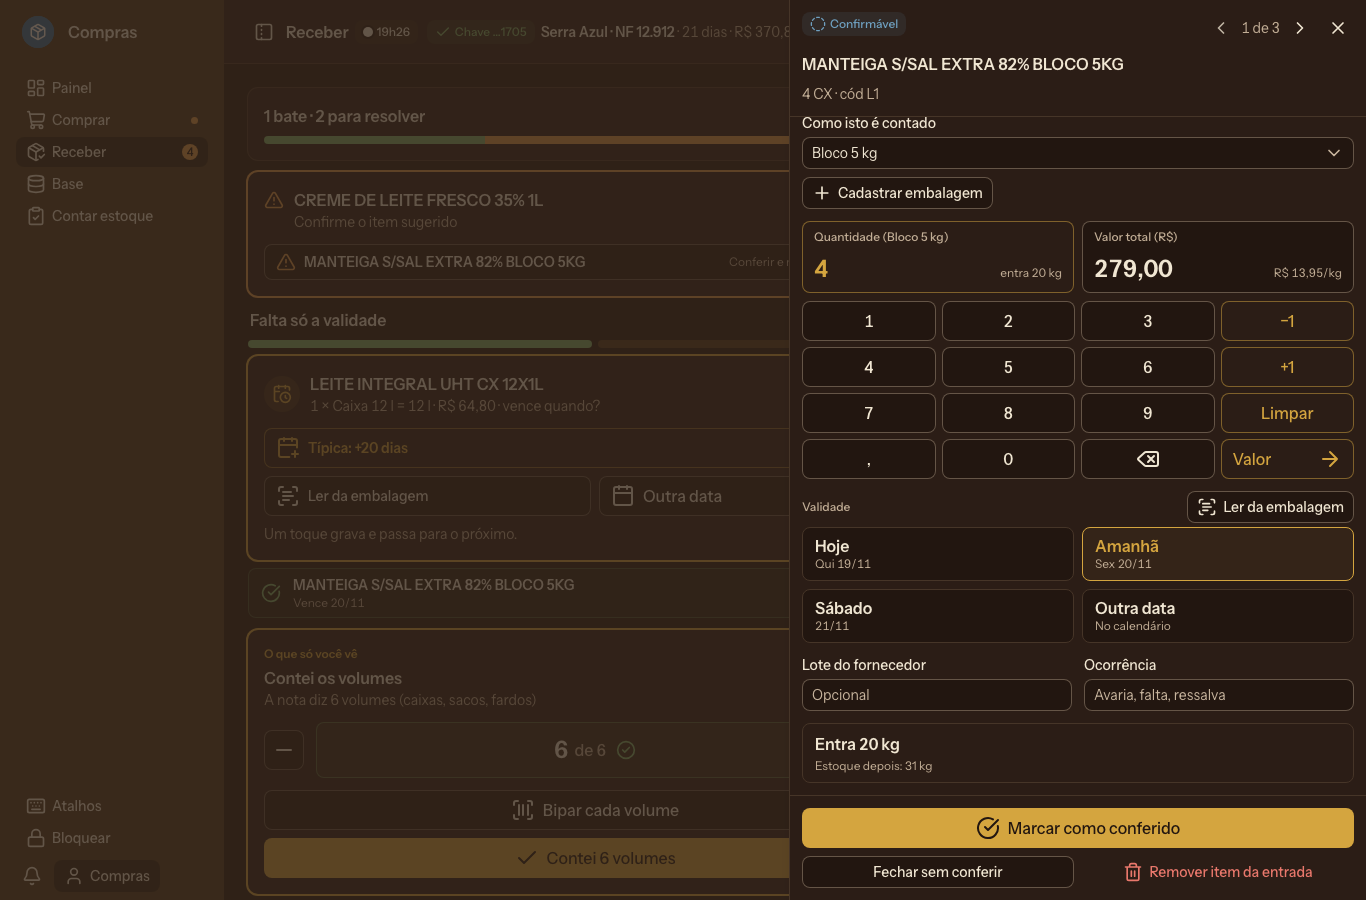 Compras
Painel
Comprar
Receber
4
Base
Contar estoque
Atalhos
Bloquear
Compras
Receber
19h26
Chave …1705
Serra Azul · NF 12.912 · 21 dias · R$ 370,8
1 bate · 2 para resolver
CREME DE LEITE FRESCO 35% 1L
Confirme o item sugerido
MANTEIGA S/SAL EXTRA 82% BLOCO 5KG
Conferir e
Falta só a validade
LEITE INTEGRAL UHT CX 12X1L
1 × Caixa 12 l = 12 l · R$ 64,80 · vence quando?
Típica: +20 dias
Ler da embalagem
Outra data
Um toque grava e passa para o próximo.
MANTEIGA S/SAL EXTRA 82% BLOCO 5KG
Vence 20/11
O que só você vê
Contei os volumes
A nota diz 6 volumes (caixas, sacos, fardos)
6 de 6
Bipar cada volume
Contei 6 volumes
Confirmável
1 de 3
MANTEIGA S/SAL EXTRA 82% BLOCO 5KG
4 CX · cód L1
Como isto é contado
Bloco 5 kg
Cadastrar embalagem
Quantidade (Bloco 5 kg)
4
entra 20 kg
Valor total (R$)
279,00
R$ 13,95/kg
1 2 3 −1
4 5 6 +1
7 8 9 Limpar
, 0 Valor
Validade
Ler da embalagem
Hoje
Qui 19/11
Amanhã
Sex 20/11
Sábado
21/11
Outra data
No calendário
Lote do fornecedor
Opcional
Ocorrência
Avaria, falta, ressalva
Entra 20 kg
Estoque depois: 31 kg
Marcar como conferido
Fechar sem conferir
Remover item da entrada